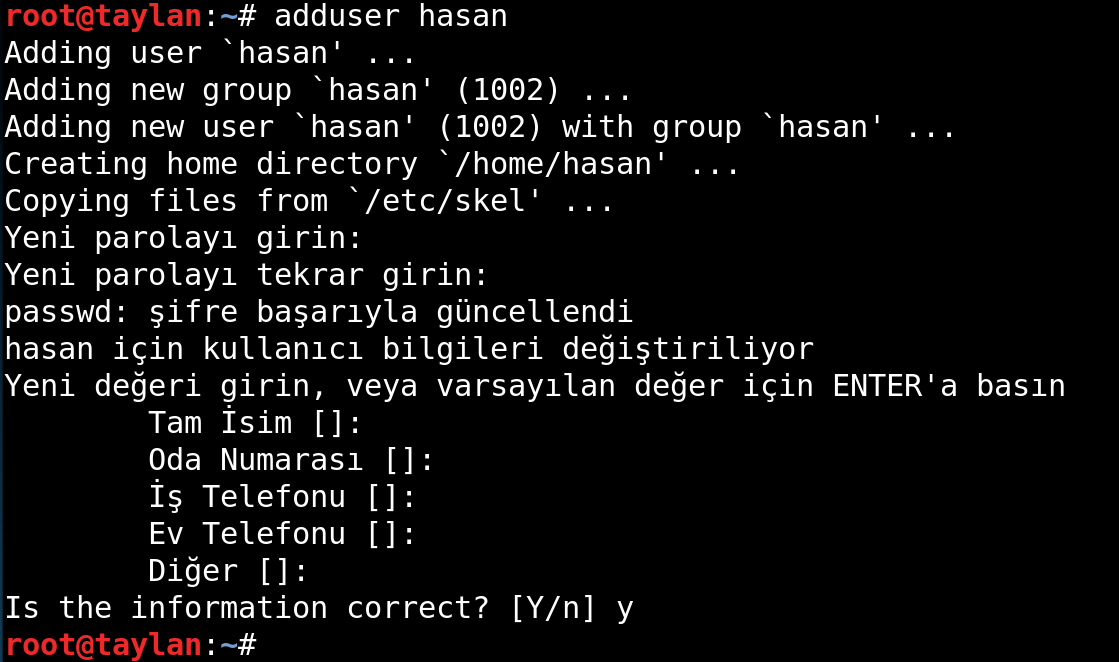 root@taylan:~# adduser hasan
Adding user `hasan' ...
Adding new group `hasan' (1002) ...
Adding new user `hasan' (1002) with group `hasan' ...
Creating home directory `/home/hasan' ...
Copying files from `/etc/skel' ...
Yeni parolayı girin:
Yeni parolayı tekrar girin:
passwd: şifre başarıyla güncellendi
hasan için kullanıcı bilgileri değiştiriliyor
Yeni değeri girin, veya varsayılan değer için ENTER'a basın
        Tam İsim []:
        Oda Numarası []:
        İş Telefonu []:
        Ev Telefonu []:
        Diğer []:
Is the information correct? [Y/n] y
root@taylan:~#